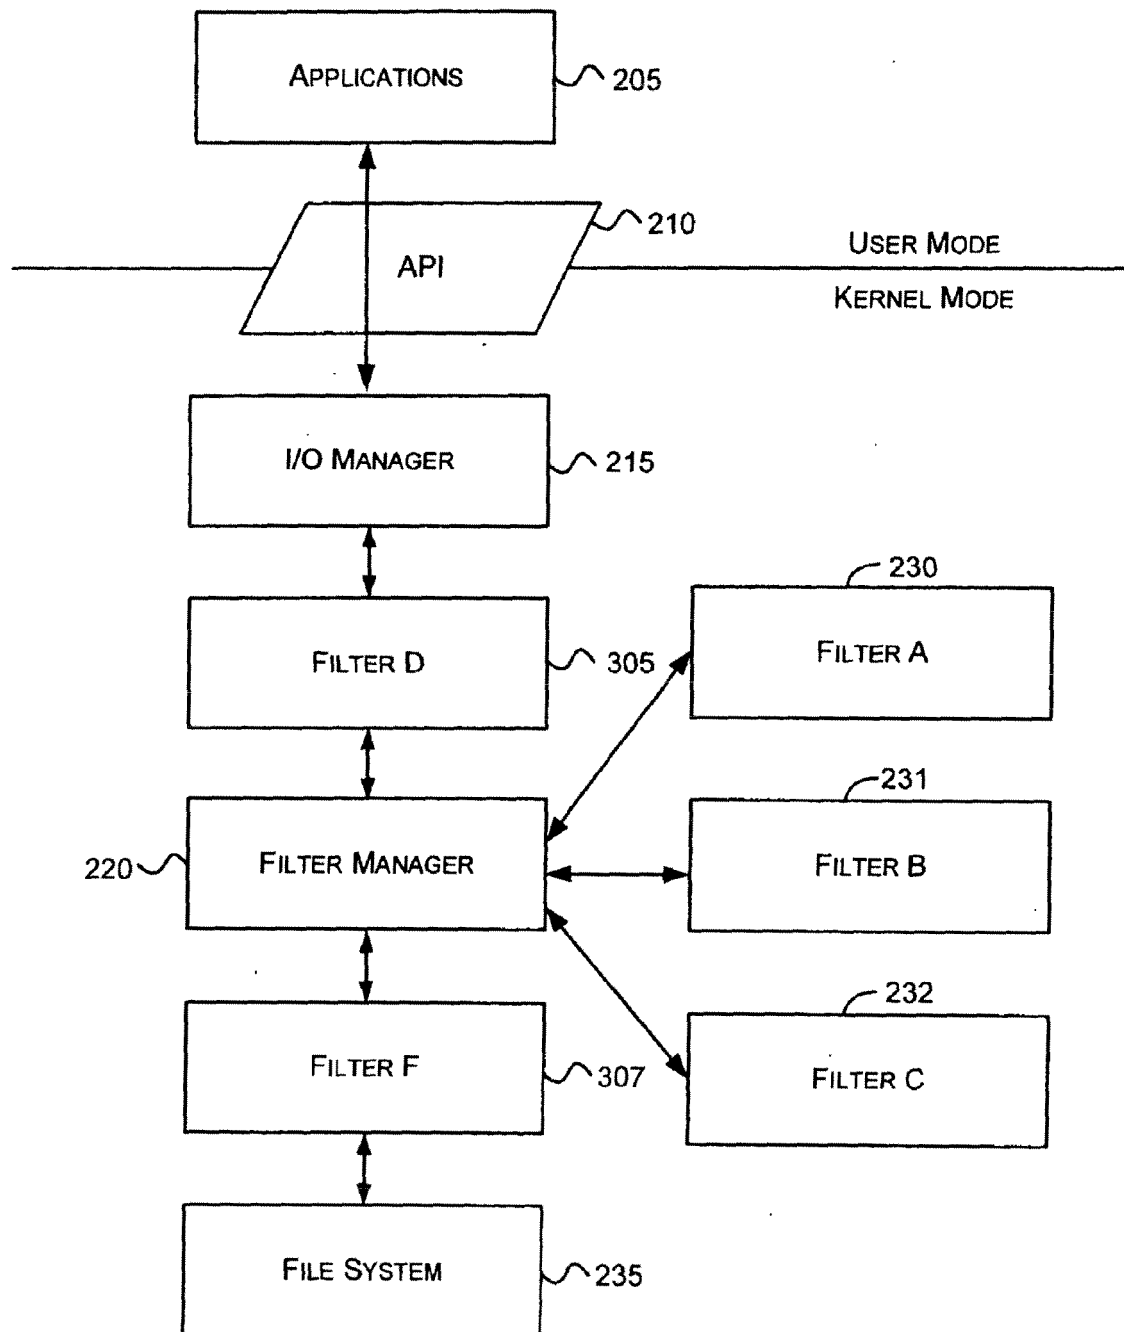 APPLICATIONS
205
210
API
USER MODE
KERNEL MODE
I/O MANAGER
215
230
FILTER D
305
FILTER A
231
220
FILTER MANAGER
FILTER B
232
FILTER F
307
FILTER C
FILE SYSTEM
235